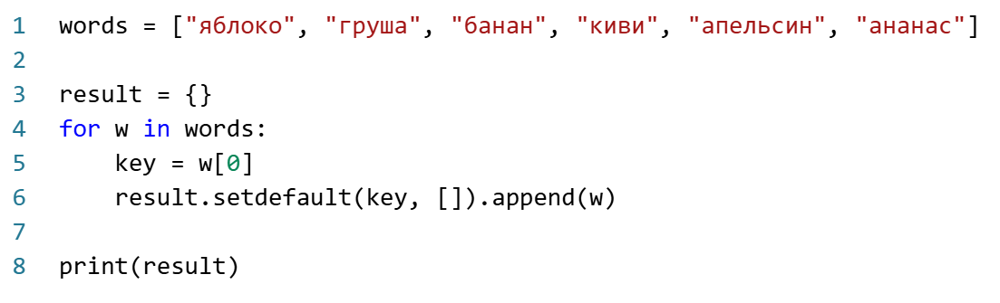 1 words = ["яблоко", "груша", "банан", "киви", "апельсин", "ананас"]
2
3 result = {}
4 for w in words:
5     key = w[0]
6     result.setdefault(key, []).append(w)
7
8 print(result)